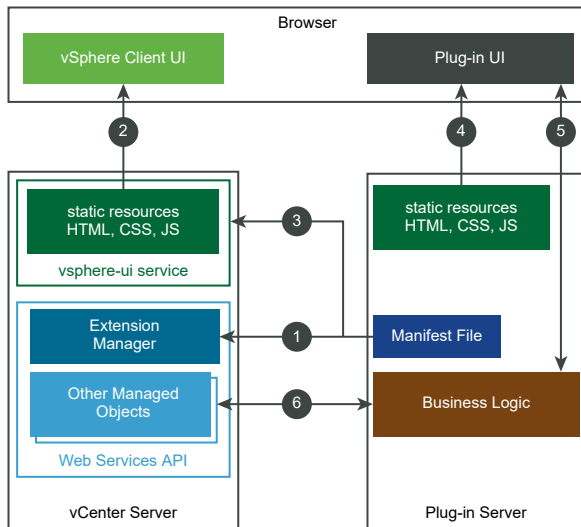 Browser
vSphere Client UI
Plug-in UI
2
4
5
static resources
HTML, CSS, JS
vsphere-ui service
3
static resources
HTML, CSS, JS
Extension
Manager
1
Manifest File
Other Managed
Objects
6
Business Logic
Web Services API
vCenter Server
Plug-in Server